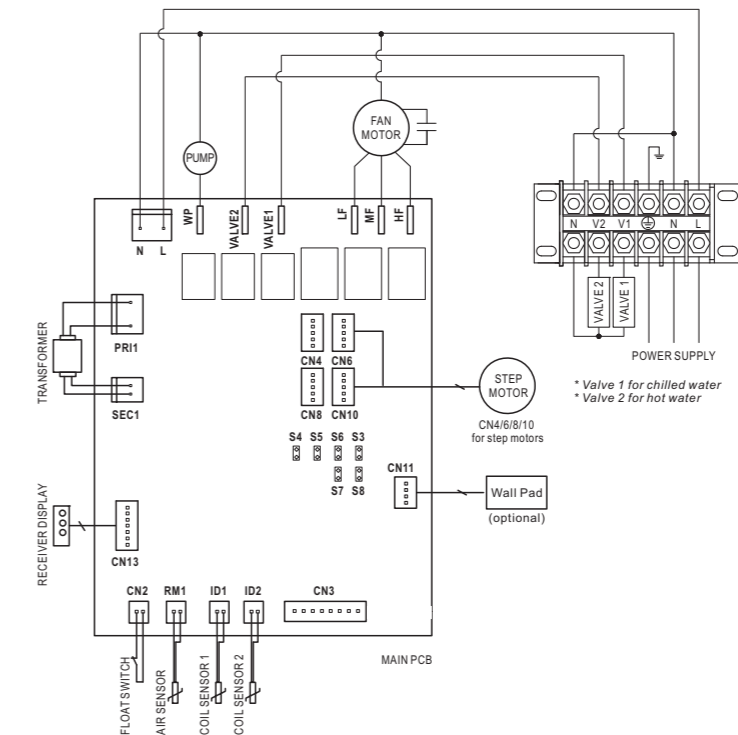 FAN
MOTOR
PUMP
WP
VALVE2
VALVE1
LF
MF
HF
N L
N V2 V1 N L
VALVE 2
VALVE 1
POWER SUPPLY
* Valve 1 for chilled water
* Valve 2 for hot water
TRANSFORMER
PRI1
SEC1
CN4 CN6
CN8 CN10
STEP
MOTOR
CN4/6/8/10
for step motors
S4 S5 S6 S3
S7 S8
CN11
Wall Pad
(optional)
RECEIVER DISPLAY
CN13
CN2 RM1 ID1 ID2 CN3
MAIN PCB
FLOAT SWITCH
AIR SENSOR
COIL SENSOR 1
COIL SENSOR 2